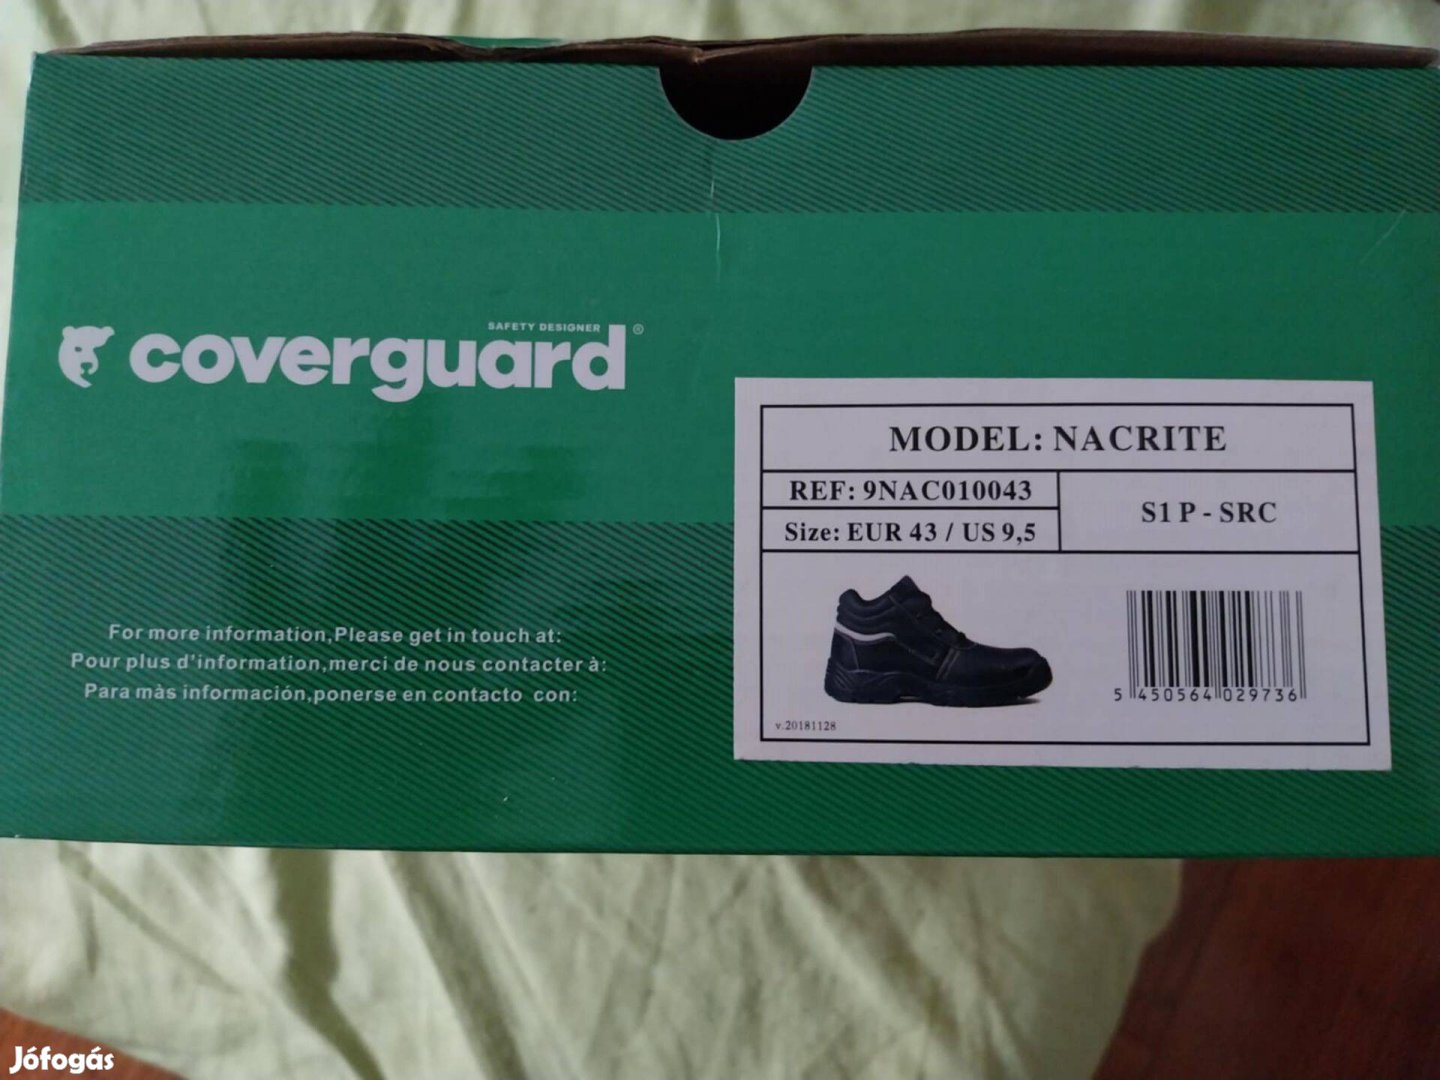 SAFETY DESIGNER
coverguard®
MODEL: NACRITE
REF: 9NAC010043
S1 P - SRC
Size: EUR 43 / US 9,5
For more information,Please get in touch at:
Pour plus d'information,merci de nous contacter à:
Para màs información,ponerse en contacto con:
5 450564 029736
v.20181128
Jófogás